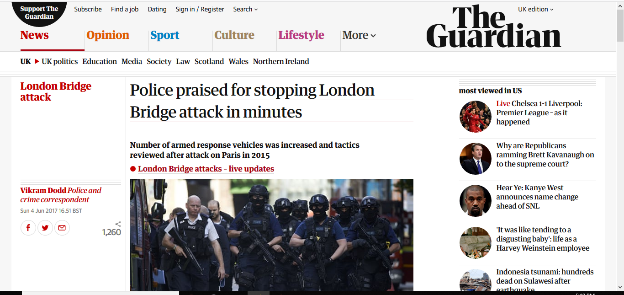 Support The
Guardian
Subscribe Find a job Dating Sign in / Register Search
UK edition
The
Guardian
News Opinion Sport Culture Lifestyle More
UK UK politics Education Media Society Law Scotland Wales Northern Ireland
London Bridge
attack
Police praised for stopping London
Bridge attack in minutes
Number of armed response vehicles was increased and tactics
reviewed after attack on Paris in 2015
London Bridge attacks – live updates
Vikram Dodd Police and
crime correspondent
Sun 4 Jun 2017 16.51 BST
1,260
most viewed in US
Live Chelsea 1-1 Liverpool:
Premier League – as it
happened
Why are Republicans
ramming Brett Kavanaugh on
to the supreme court?
Hear Ye: Kanye West
announces name change
ahead of SNL
'It was like tending to a
disgusting baby': life as a
Harvey Weinstein employee
Indonesia tsunami: hundreds
dead on Sulawesi after
earthquake